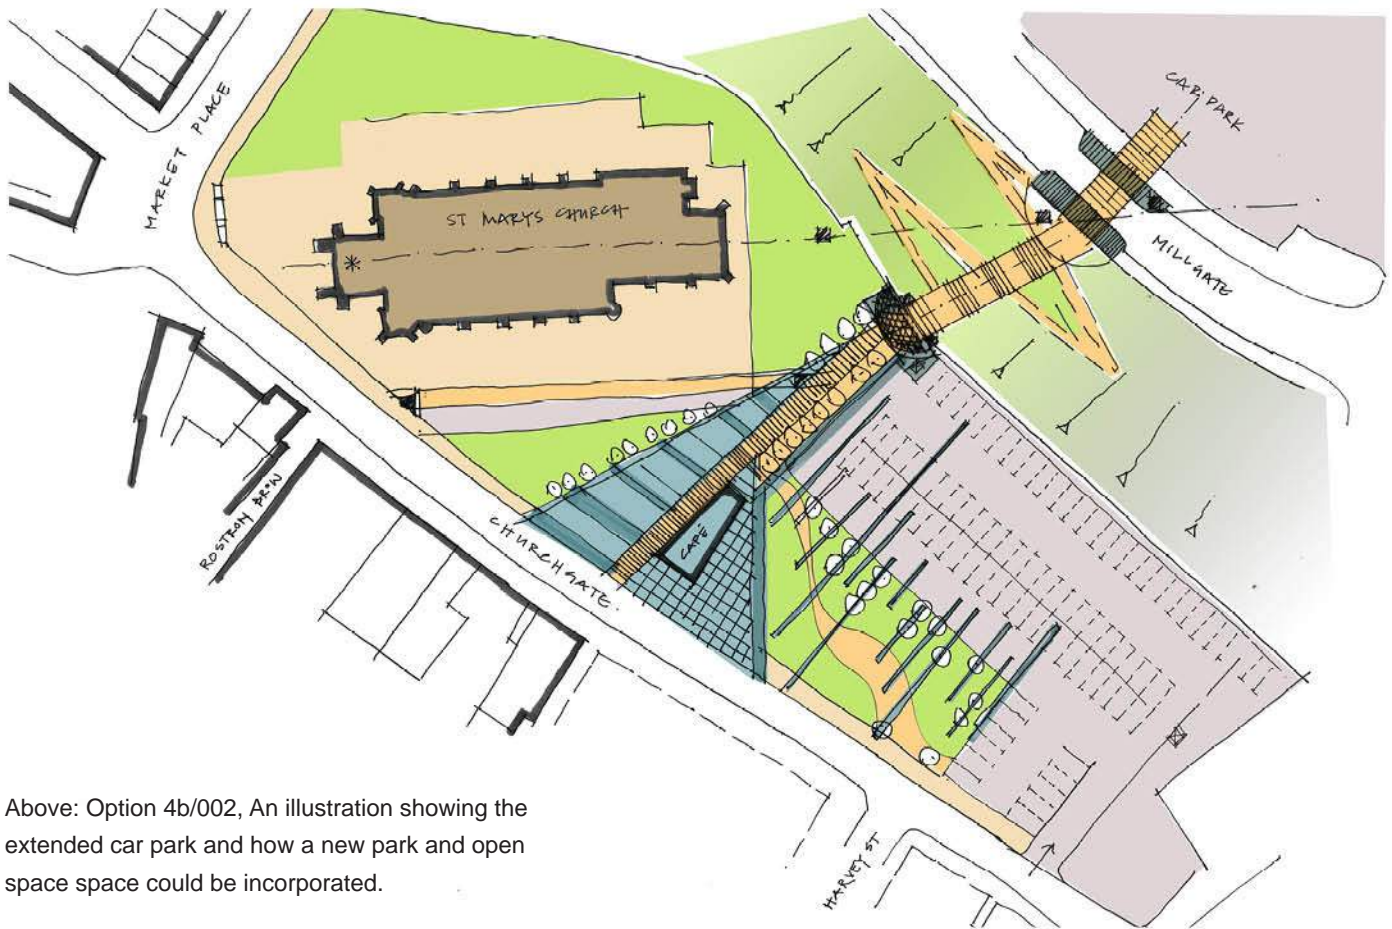 CAR PARK
MARKET PLACE
ST MARYS CHURCH
MILLGATE
ROSTRON BROW
CHURCHGATE.
CAFÉ
HARVEY ST
Above: Option 4b/002, An illustration showing the
extended car park and how a new park and open
space space could be incorporated.